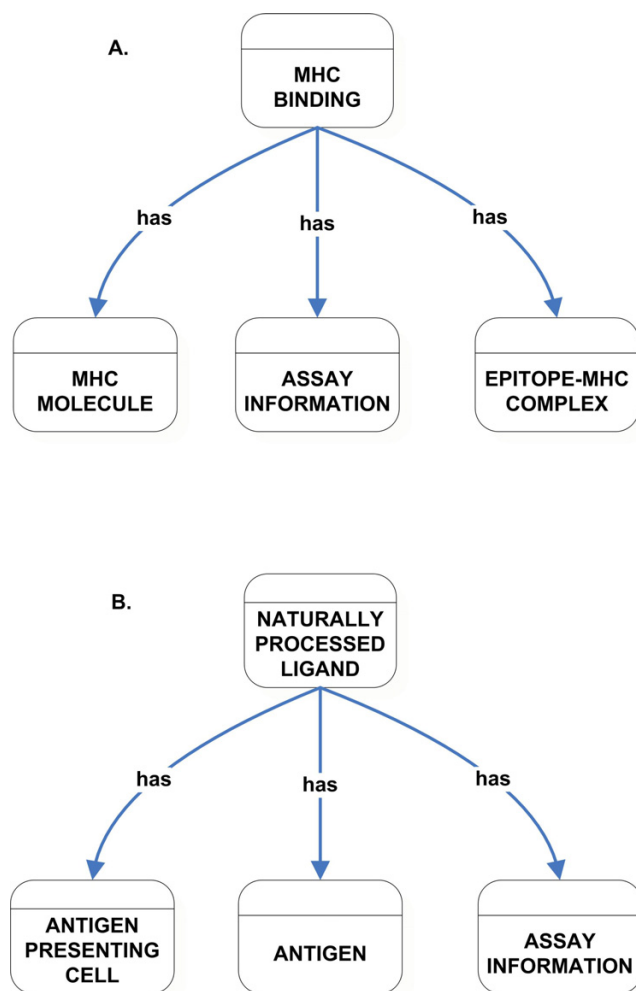 A.
MHC
BINDING
has
has
has
MHC
MOLECULE
ASSAY
INFORMATION
EPITOPE-MHC
COMPLEX
B.
NATURALLY
PROCESSED
LIGAND
has
has
has
ANTIGEN
PRESENTING
CELL
ANTIGEN
ASSAY
INFORMATION